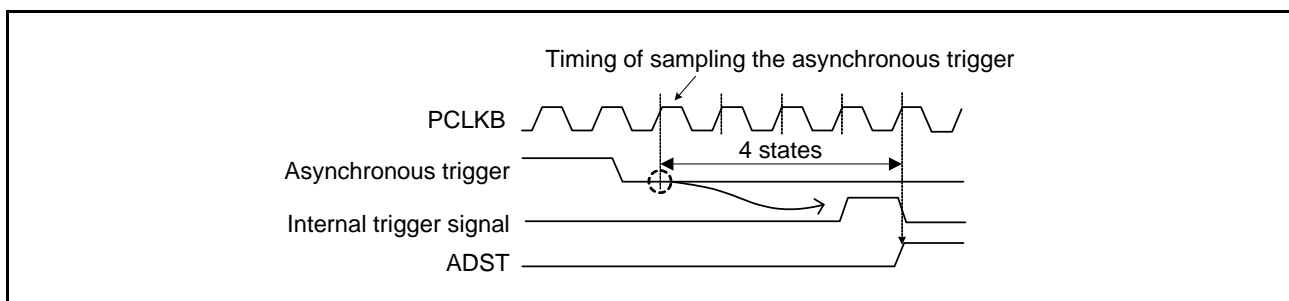 Timing of sampling the asynchronous trigger
PCLKB
4 states
Asynchronous trigger
Internal trigger signal
ADST